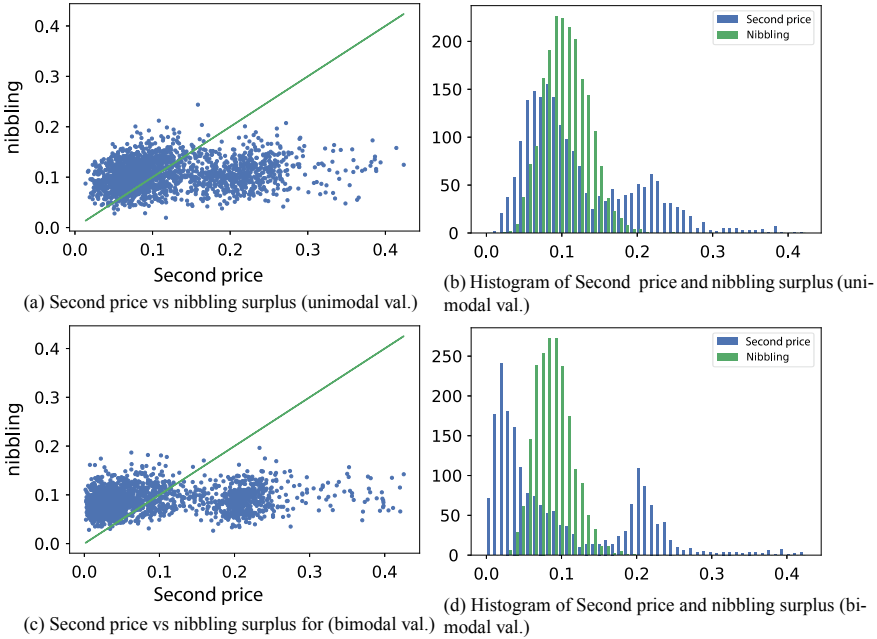 0.4
0.3
0.2
0.1
0.0
nibbling
0.0 0.1 0.2 0.3 0.4
Second price
(a) Second price vs nibbling surplus (unimodal val.)
Second price
Nibbling
200
150
100
50
0
0.0 0.1 0.2 0.3 0.4
(b) Histogram of Second price and nibbling surplus (uni-
modal val.)
0.4
0.3
0.2
0.1
0.0
nibbling
0.0 0.1 0.2 0.3 0.4
Second price
(c) Second price vs nibbling surplus for (bimodal val.)
Second price
Nibbling
250
200
150
100
50
0
0.0 0.1 0.2 0.3 0.4
(d) Histogram of Second price and nibbling surplus (bi-
modal val.)